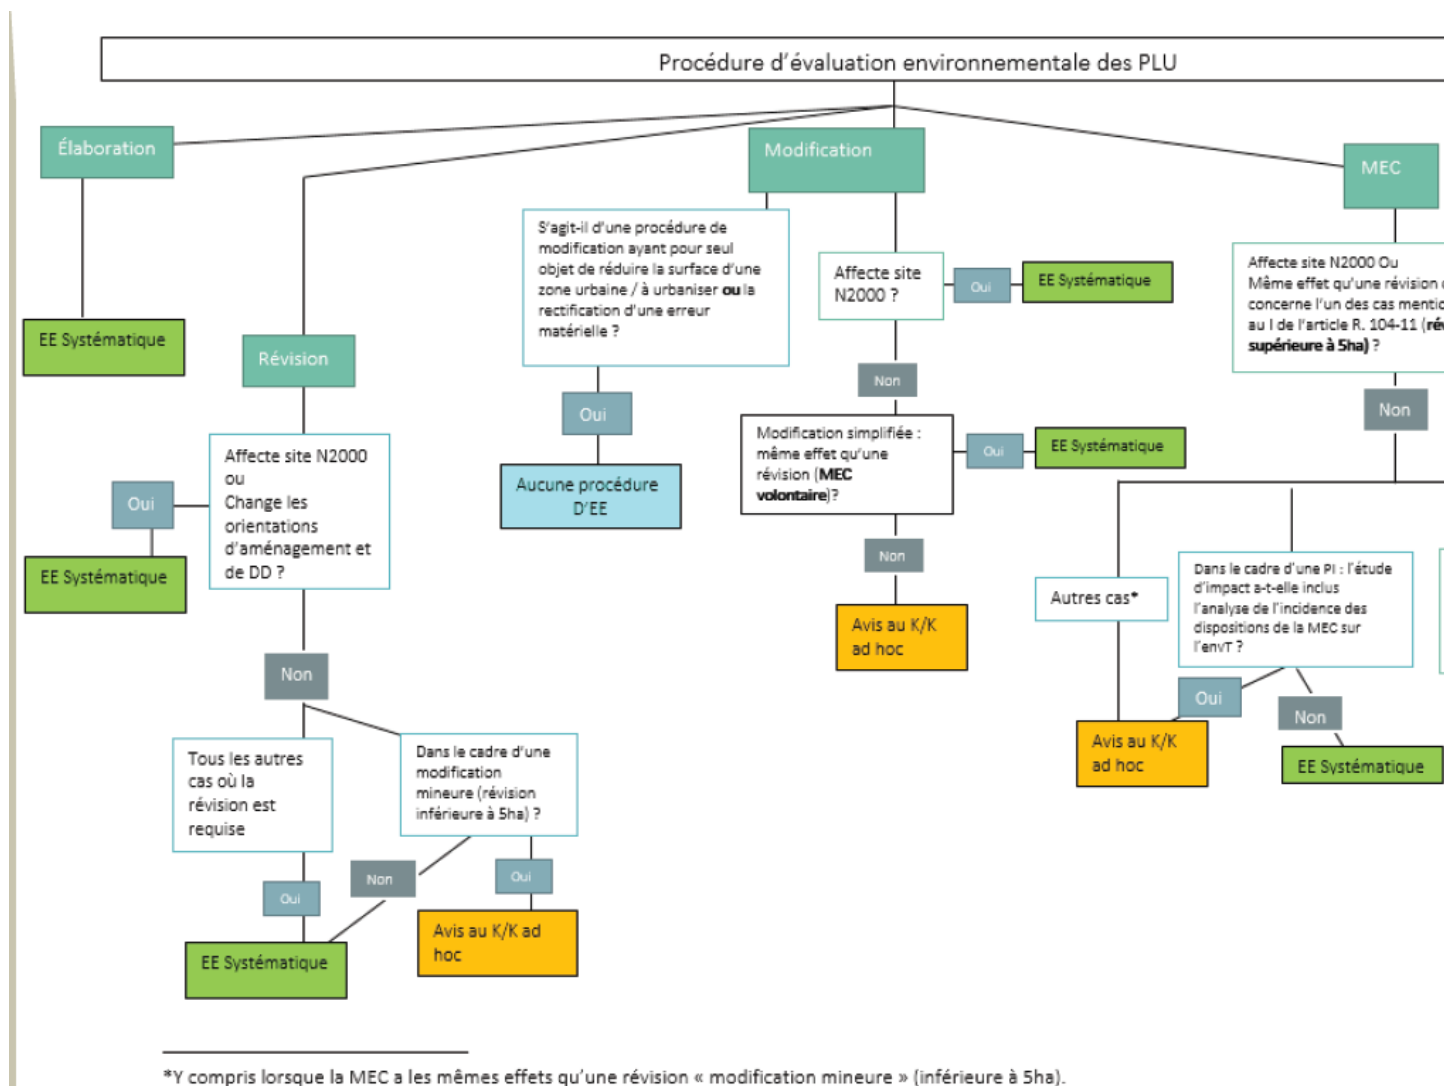 Procédure d'évaluation environnementale des PLU
Élaboration
EE Systématique
Révision
Affecte site N2000
ou
Change les
orientations
d'aménagement et
de DD ?
Oui
EE Systématique
Non
Tous les autres
cas où la
révision est
requise
Oui
EE Systématique
Dans le cadre d'une
modification
mineure (révision
inférieure à 5ha) ?
Non
Oui
Avis au K/K ad
hoc
Modification
S'agit-il d'une procédure de
modification ayant pour seul
objet de réduire la surface d'une
zone urbaine / à urbaniser ou la
rectification d'une erreur
matérielle ?
Oui
Aucune procédure
D'EE
Affecte site
N2000 ?
Oui
EE Systématique
Non
Modification simplifiée :
même effet qu'une
révision (MEC
volontaire)?
Oui
EE Systématique
Non
Avis au K/K
ad hoc
MEC
Affecte site N2000 Ou
Même effet qu'une révision
concerne l'un des cas
au I de l'article R. 104-11
supérieure à 5ha) ?
Non
Autres cas*
Avis au K/K
ad hoc
Dans le cadre d'une PI : l'étude
d'impact a-t-elle inclus
l'analyse de l'incidence des
dispositions de la MEC sur
l'envT ?
Oui
Non
EE Systématique
*Y compris lorsque la MEC a les mêmes effets qu'une révision « modification mineure » (inférieure à 5ha).